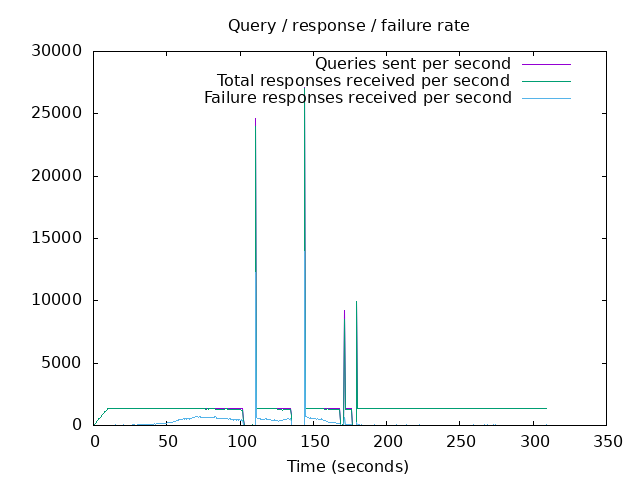 Query / response / failure rate
30000
25000
20000
15000
10000
5000
0
Queries sent per second
Total responses received per second
Failure responses received per second
0 50 100 150 200 250 300 350
Time (seconds)